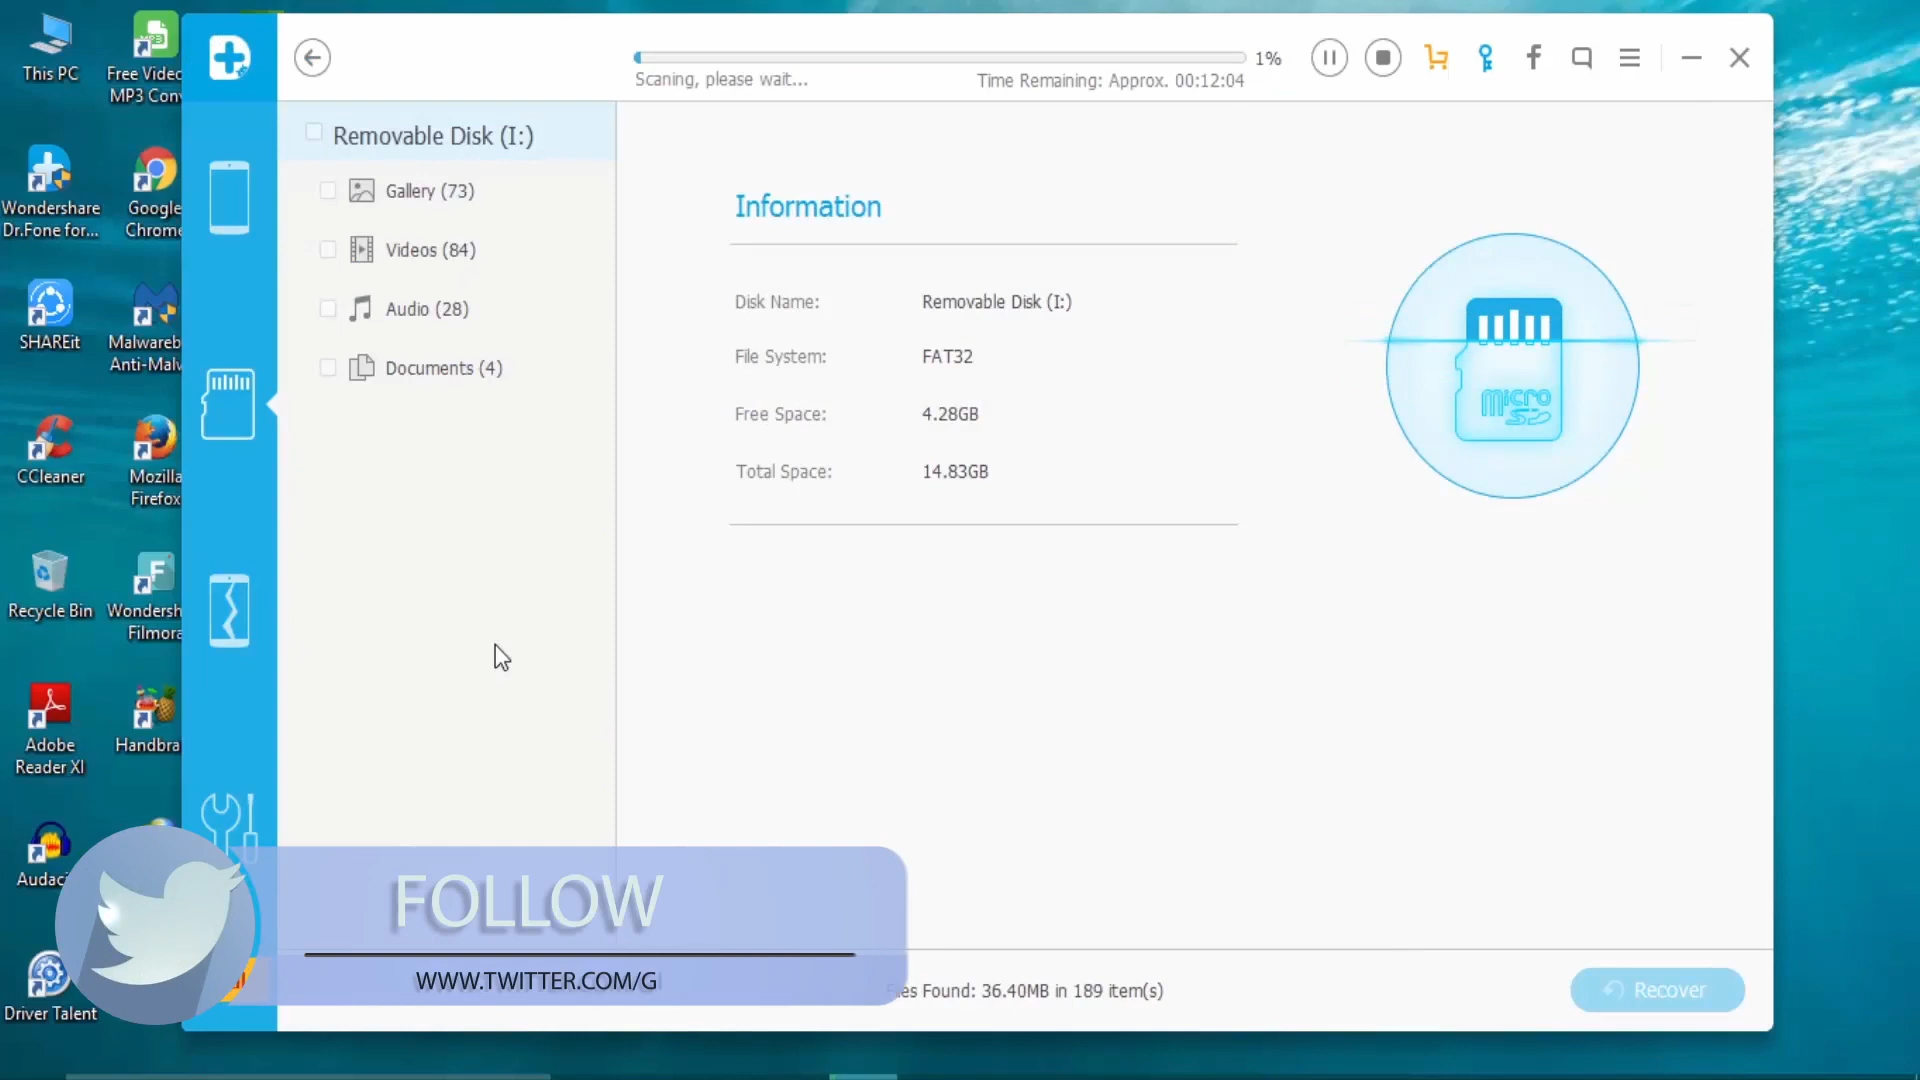 This PC
Free Video
MP3 Conv
Wondershare
Dr.Fone for...
Google
Chrome
SHAREit
Malwareb
Anti-Malw
CCleaner
Mozilla
Firefox
Recycle Bin
Wondersh
Filmora
Adobe
Reader XI
Handbra
Audaci
Driver Talent
1%
Scaning, please wait...
Time Remaining: Approx. 00:12:04
Removable Disk (I:)
Gallery (73)
Videos (84)
Audio (28)
Documents (4)
Information
Disk Name: Removable Disk (I:)
File System: FAT32
Free Space: 4.28GB
Total Space: 14.83GB
micro
FOLLOW
WWW.TWITTER.COM/G
Found: 36.40MB in 189 item(s)
Recover